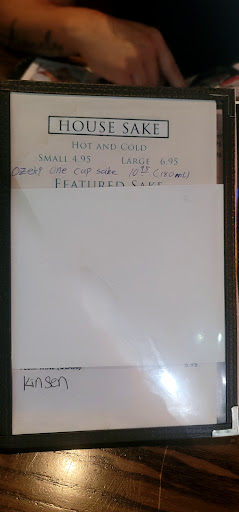 HOUSE SAKE
HOT AND COLD
SMALL 4.95 LARGE 6.95
Ozeki one cup sake 10.95 (180ml)
FEATURED SAKE
Kinsen